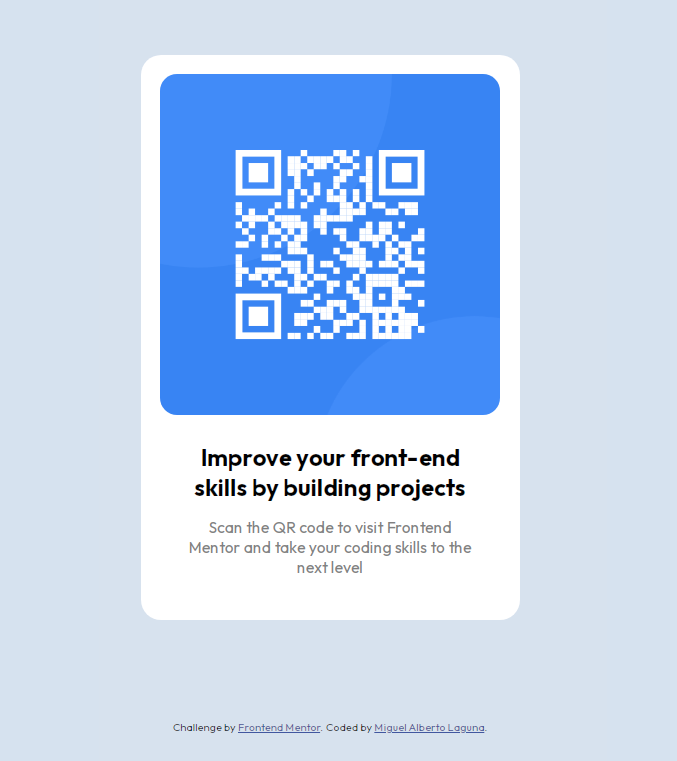 Improve your front-end
skills by building projects
Scan the QR code to visit Frontend
Mentor and take your coding skills to the
next level
Challenge by Frontend Mentor. Coded by Miguel Alberto Laguna.